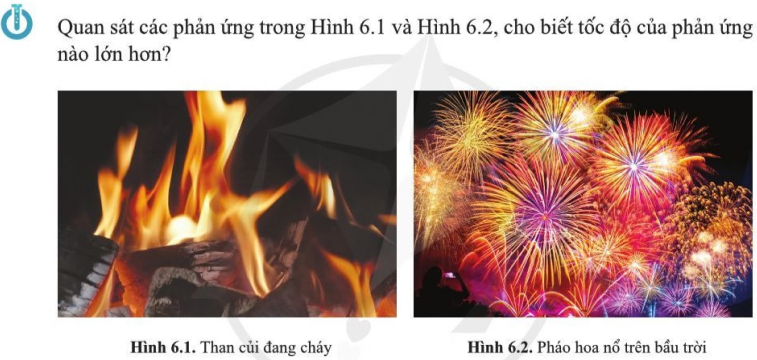 Quan sát các phản ứng trong Hình 6.1 và Hình 6.2, cho biết tốc độ của phản ứng
nào lớn hơn?
Hình 6.1. Than củi đang cháy
Hình 6.2. Pháo hoa nổ trên bầu trời